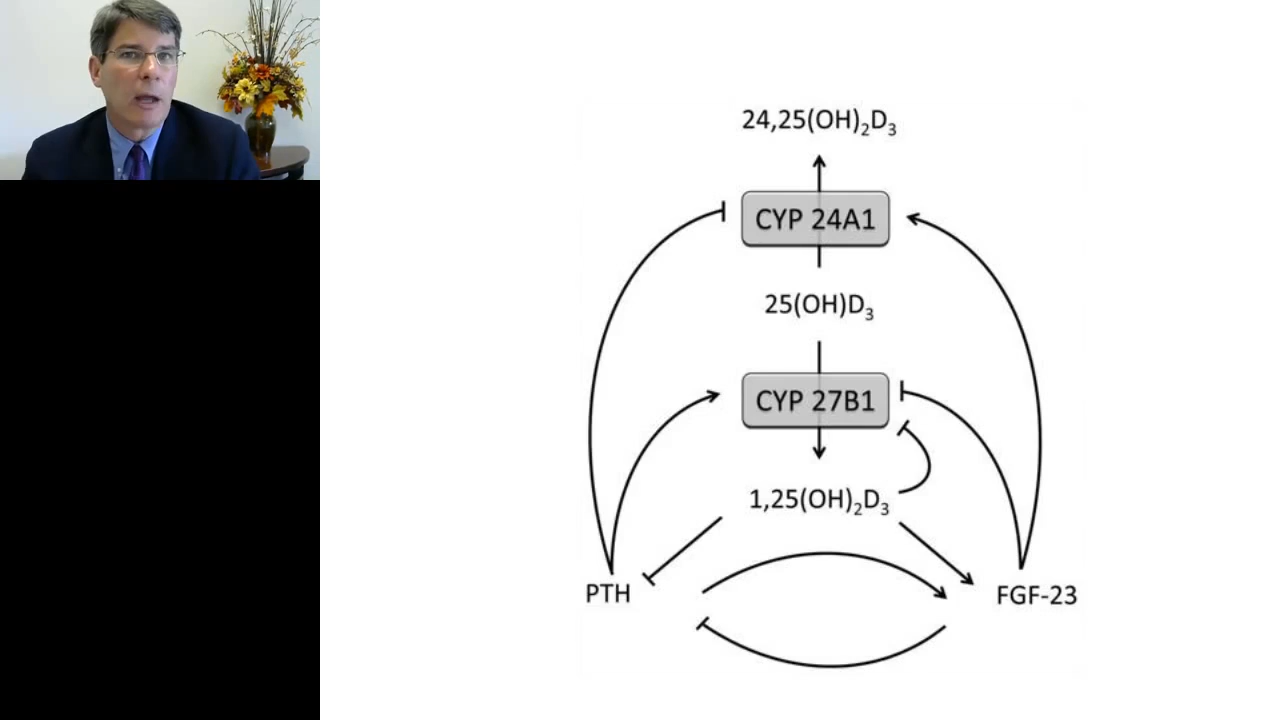 24,25(OH)₂D₃
CYP 24A1
25(OH)D₃
CYP 27B1
1,25(OH)₂D₃
PTH
FGF-23